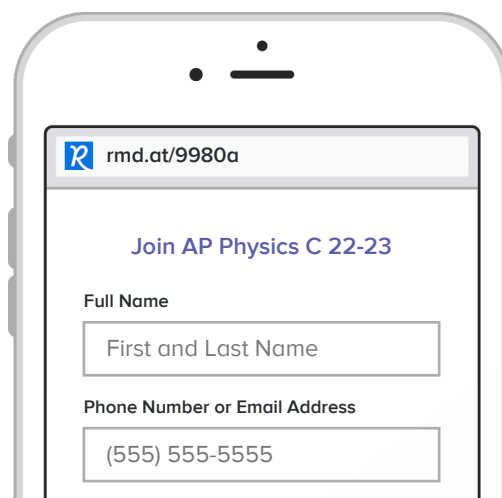 rmd.at/9980a
Join AP Physics C 22-23
Full Name
First and Last Name
Phone Number or Email Address
(555) 555-5555